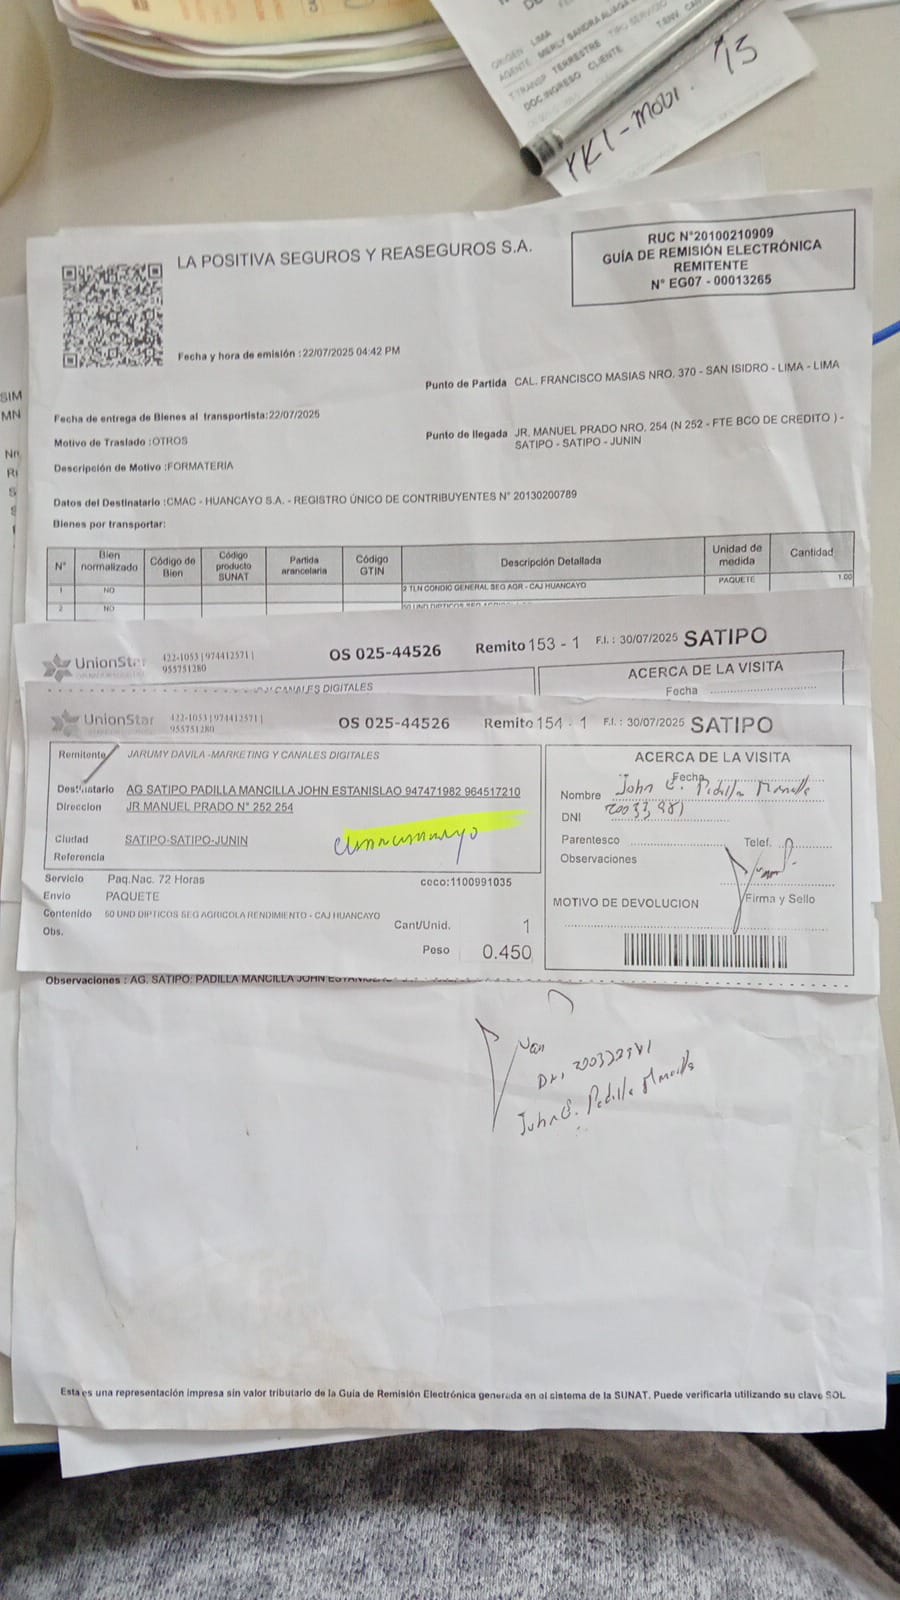 ORIGEN LIMA
AGENTE MERLY SANDRA ALIAGA
T.TRANSP TERRESTRE TIPO SERVICIO
DOC.INGRESO CLIENTE
YKI-MOBI. 15
LA POSITIVA SEGUROS Y REASEGUROS S.A.
RUC N°20100210909
GUÍA DE REMISIÓN ELECTRÓNICA
REMITENTE
N° EG07 - 00013265
Fecha y hora de emisión :22/07/2025 04:42 PM
Punto de Partida CAL. FRANCISCO MASIAS NRO. 370 - SAN ISIDRO - LIMA - LIMA
Fecha de entrega de Bienes al transportista:22/07/2025
Punto de llegada JR. MANUEL PRADO NRO. 254 (N 252 - FTE BCO DE CREDITO ) -
SATIPO - SATIPO - JUNIN
Motivo de Traslado :OTROS
Descripción de Motivo :FORMATERIA
Datos del Destinatario :CMAC - HUANCAYO S.A. - REGISTRO ÚNICO DE CONTRIBUYENTES N° 20130200789
Bienes por transportar:
N° Bien normalizado Código de Bien Código producto SUNAT Partida arancelaria Código GTIN Descripción Detallada Unidad de medida Cantidad
1 NO 2 TLN CONDIC GENERAL SEG AGR - CAJ HUANCAYO PAQUETE 1.00
2 NO
UnionStar 422-1053|974412571|
955751280
OS 025-44526 Remito 153 - 1 F.I.: 30/07/2025 SATIPO
ACERCA DE LA VISITA
CANALES DIGITALES
Fecha
UnionStar 422-1053|974412571|
955751280
OS 025-44526 Remito 154 - 1 F.I.: 30/07/2025 SATIPO
Remitente JARUMY DAVILA -MARKETING Y CANALES DIGITALES
Destinatario AG SATIPO PADILLA MANCILLA JOHN ESTANISLAO 947471982 964517210
Direccion JR MANUEL PRADO N° 252 254
Ciudad SATIPO-SATIPO-JUNIN
Referencia
Servicio Paq.Nac. 72 Horas ceco:1100991035
Envio PAQUETE
Contenido 50 UND DIPTICOS SEG AGRICOLA RENDIMIENTO - CAJ HUANCAYO
Obs.
Cant/Unid. 1
Peso 0.450
ACERCA DE LA VISITA
Fecha
Nombre John E. Padilla Mancilla
DNI
Parentesco Telef.
Observaciones
MOTIVO DE DEVOLUCION Firma y Sello
Observaciones : AG. SATIPO: PADILLA MANCILLA JOHN
John E. Padilla Mancilla
Esta es una representación impresa sin valor tributario de la Guía de Remisión Electrónica generada en el sistema de la SUNAT. Puede verificarla utilizando su clave SOL